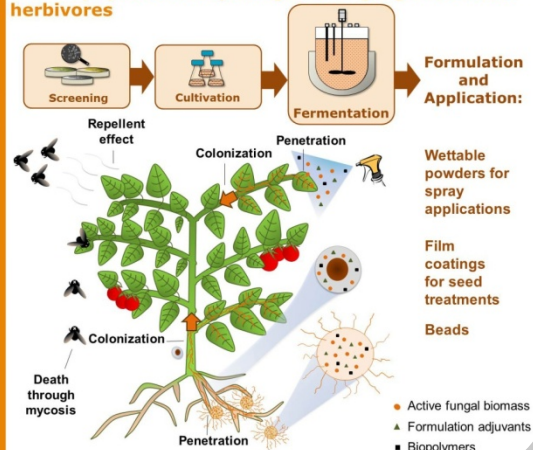 herbivores
Screening
Cultivation
Fermentation
Formulation
and
Application:
Repellent
effect
Colonization
Penetration
Wettable
powders for
spray
applications
Film
coatings
for seed
treatments
Beads
Colonization
Death
through
mycosis
Penetration
Active fungal biomass
Formulation adjuvants
Biopolymers